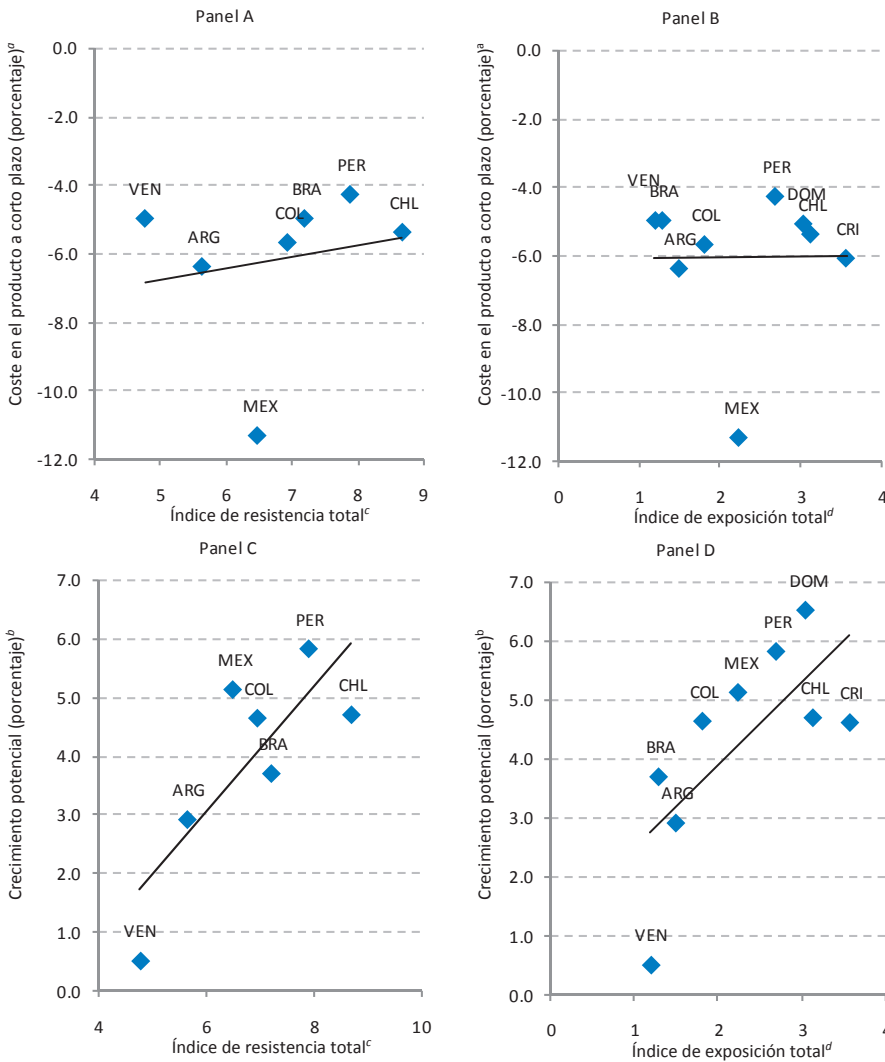 Panel A
Coste en el producto a corto plazo (porcentaje)a
0.0
-2.0
-4.0
-6.0
-8.0
-10.0
-12.0
VEN
ARG
COL
BRA
PER
CHL
MEX
4 5 6 7 8 9
Índice de resistencia totalc
Panel B
Coste en el producto a corto plazo (porcentaje)a
0.0
-2.0
-4.0
-6.0
-8.0
-10.0
-12.0
VEN
BRA
ARG
COL
PER
DOM
CHL
CRI
MEX
0 1 2 3 4
Índice de exposición totald
Panel C
Crecimiento potencial (porcentaje)b
7.0
6.0
5.0
4.0
3.0
2.0
1.0
0.0
PER
MEX
COL
CHL
BRA
ARG
VEN
4 6 8 10
Índice de resistencia totalc
Panel D
Crecimiento potencial (porcentaje)b
7.0
6.0
5.0
4.0
3.0
2.0
1.0
0.0
DOM
PER
MEX
COL
CHL
CRI
BRA
ARG
VEN
0 1 2 3 4
Índice de exposición totald